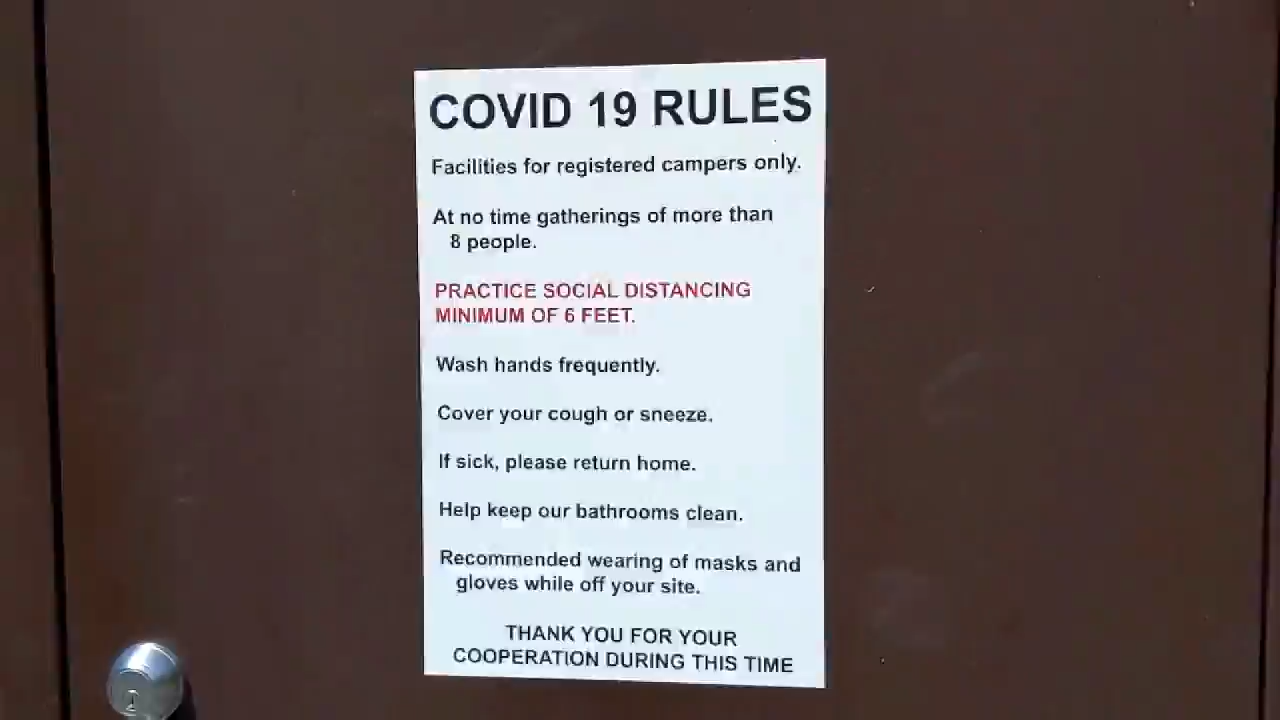 COVID 19 RULES
Facilities for registered campers only.
At no time gatherings of more than
8 people.
PRACTICE SOCIAL DISTANCING
MINIMUM OF 6 FEET.
Wash hands frequently.
Cover your cough or sneeze.
If sick, please return home.
Help keep our bathrooms clean.
Recommended wearing of masks and
gloves while off your site.
THANK YOU FOR YOUR
COOPERATION DURING THIS TIME